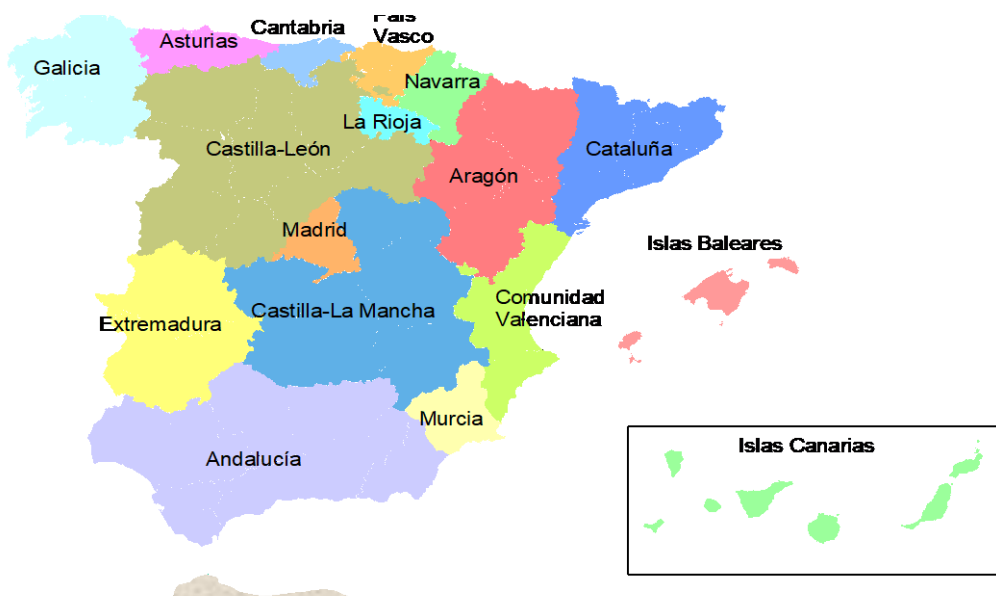 País
Vasco
Cantabria
Asturias
Galicia
Navarra
La Rioja
Castilla-León
Cataluña
Aragón
Madrid
Islas Baleares
Comunidad
Valenciana
Castilla-La Mancha
Extremadura
Murcia
Andalucía
Islas Canarias